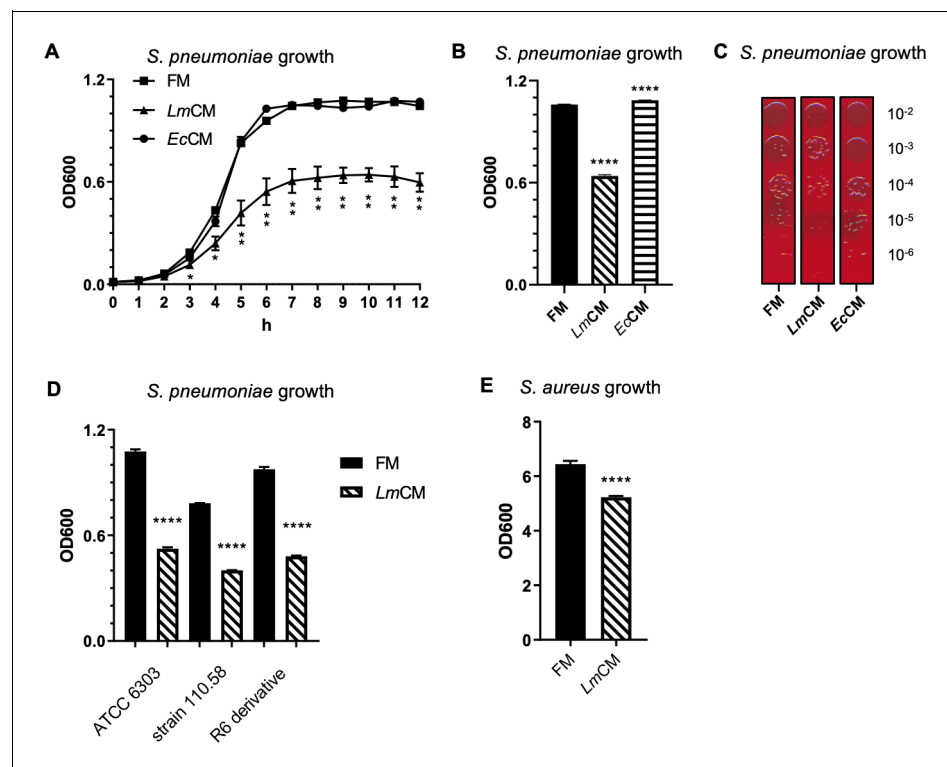 A
S. pneumoniae growth
FM
LmCM
EcCM
OD600
1.2
0.6
0.0
* * ** ** ** ** ** ** ** **
0 1 2 3 4 5 6 7 8 9 10 11 12
h
B
S. pneumoniae growth
OD600
1.2
0.6
0.0
****
****
FM LmCM EcCM
C
S. pneumoniae growth
10-2
10-3
10-4
10-5
10-6
FM LmCM EcCM
D
S. pneumoniae growth
OD600
1.2
0.6
0.0
**** **** ****
ATCC 6303 strain 110.58 R6 derivative
FM
LmCM
E
S. aureus growth
OD600
8
6
4
2
0
****
FM LmCM